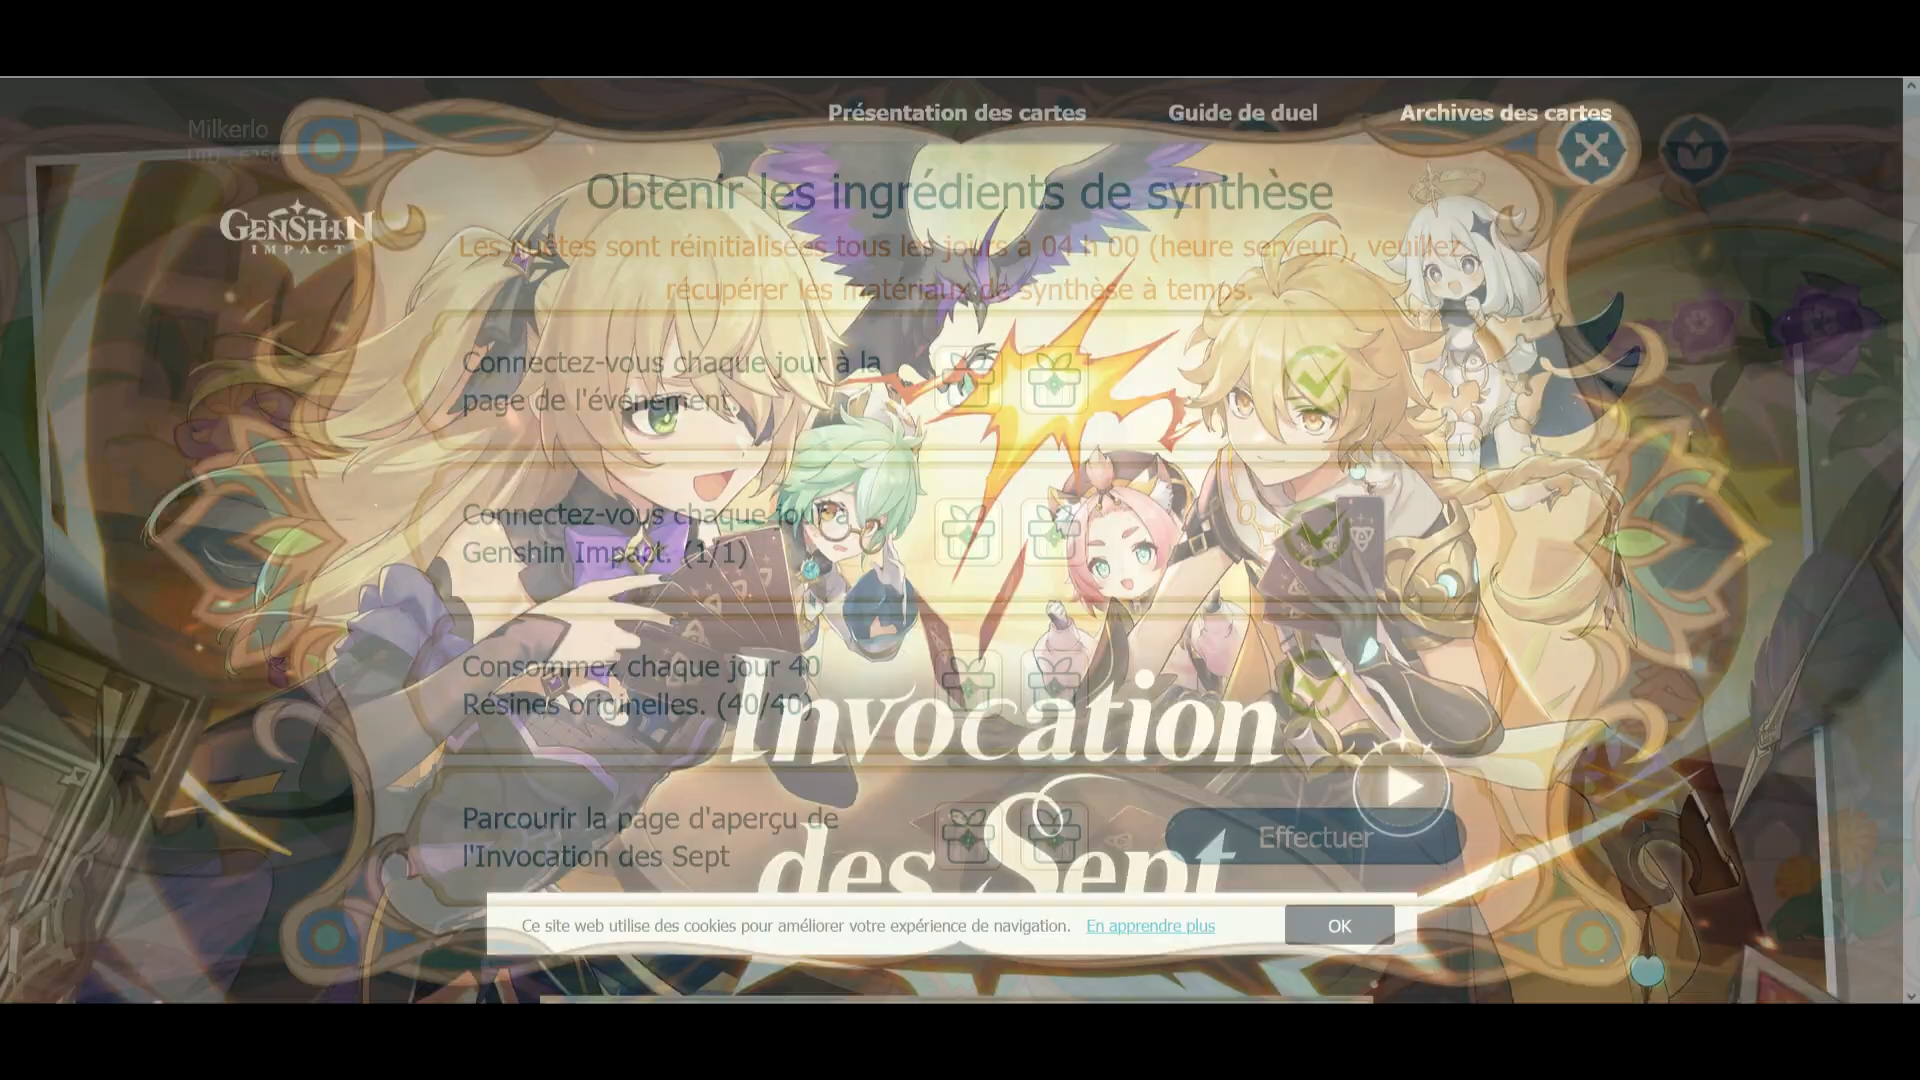 Présentation des cartes
Guide de duel
Archives des cartes
Milkerlo
GENSHIN
IMPACT
Obtenir les ingrédients de synthèse
Les quêtes sont réinitialisées tous les jours à 04 h 00 (heure serveur), veuillez
récupérer les matériaux de synthèse à temps.
Connectez-vous chaque jour à la
page de l'événement.
Connectez-vous chaque jour à
Genshin Impact. (1/1)
Consommez chaque jour 40
Résines originelles. (40/40)
Invocation
des Sept
Parcourir la page d'aperçu de
l'Invocation des Sept
Effectuer
Ce site web utilise des cookies pour améliorer votre expérience de navigation. En apprendre plus
OK